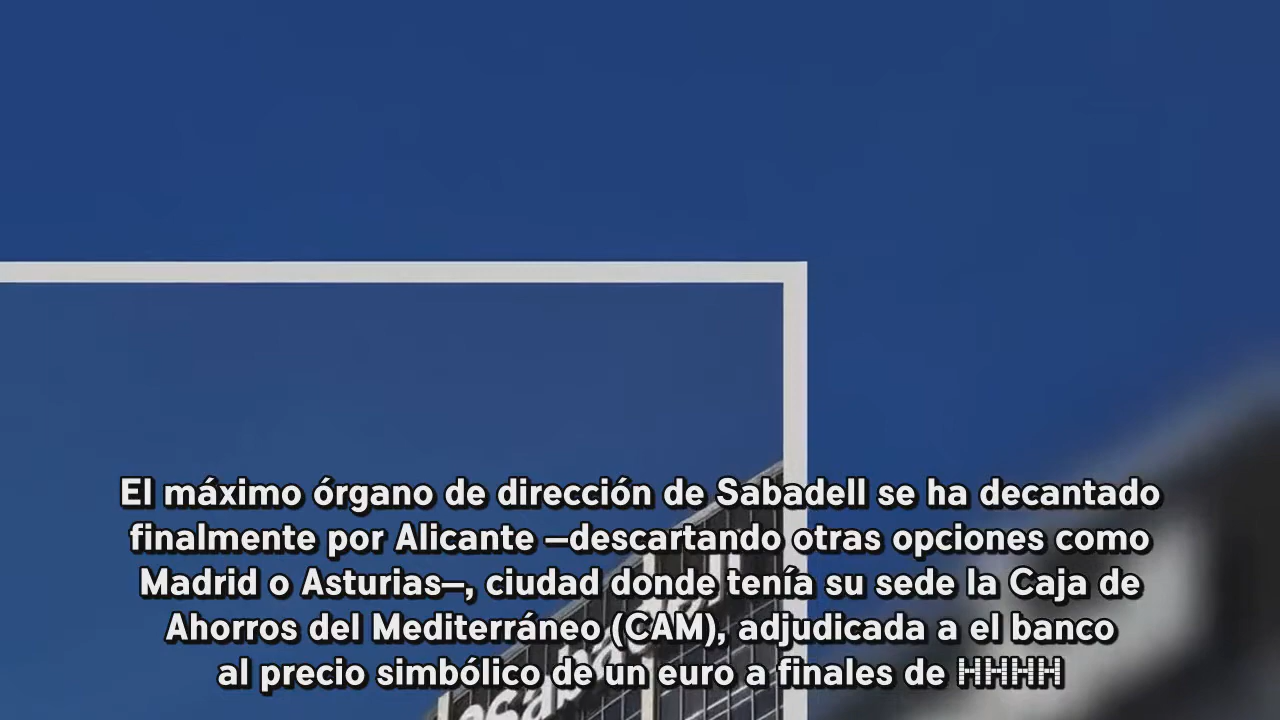 El máximo órgano de dirección de Sabadell se ha decantado
finalmente por Alicante —descartando otras opciones como
Madrid o Asturias—, ciudad donde tenía su sede la Caja de
Ahorros del Mediterráneo (CAM), adjudicada a el banco
al precio simbólico de un euro a finales de